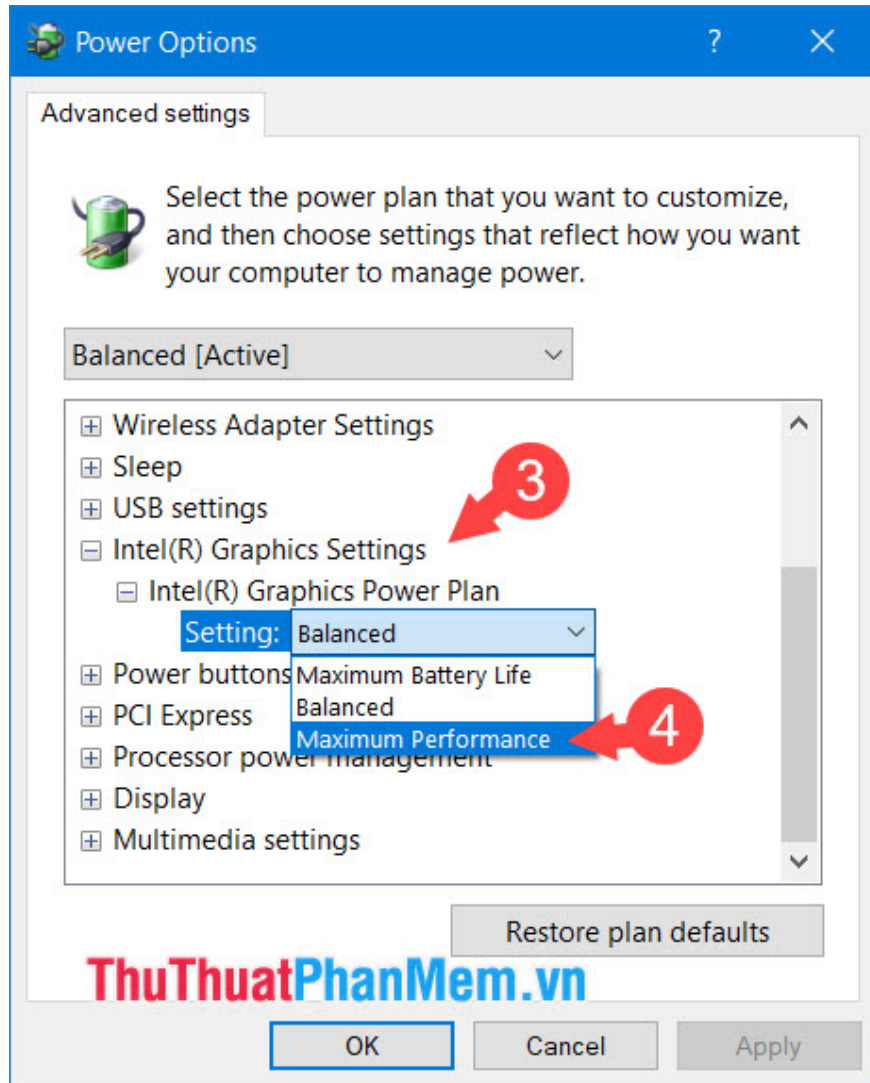 Power Options
Advanced settings
Select the power plan that you want to customize,
and then choose settings that reflect how you want
your computer to manage power.
Balanced [Active]
Wireless Adapter Settings
Sleep
3
USB settings
Intel(R) Graphics Settings
Intel(R) Graphics Power Plan
Setting: Balanced
Power buttons
Maximum Battery Life
Balanced
PCI Express
Maximum Performance
4
Processor power management
Display
Multimedia settings
Restore plan defaults
ThuThuatPhanMem.vn
OK Cancel Apply